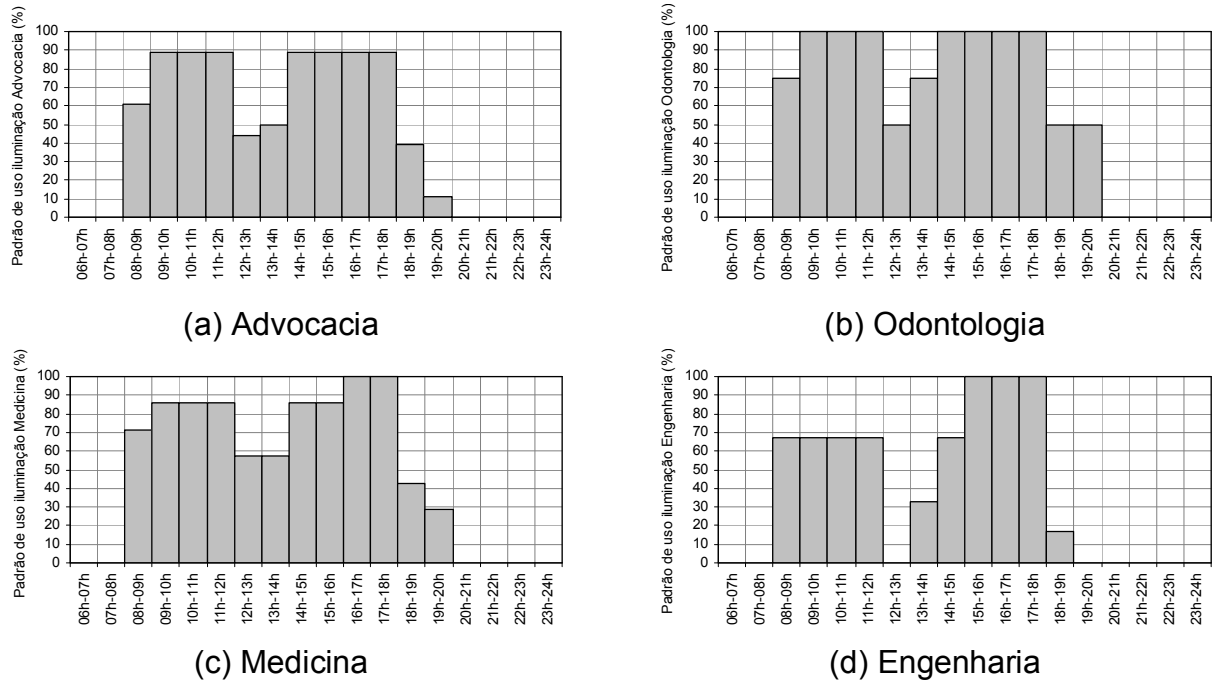 Padrão de uso iluminação Advocacia (%)
100
90
80
70
60
50
40
30
20
10
0
06h-07h
07h-08h
08h-09h
09h-10h
10h-11h
11h-12h
12h-13h
13h-14h
14h-15h
15h-16h
16h-17h
17h-18h
18h-19h
19h-20h
20h-21h
21h-22h
22h-23h
23h-24h
(a) Advocacia
Padrão de uso iluminação Odontologia (%)
100
90
80
70
60
50
40
30
20
10
0
06h-07h
07h-08h
08h-09h
09h-10h
10h-11h
11h-12h
12h-13h
13h-14h
14h-15h
15h-16h
16h-17h
17h-18h
18h-19h
19h-20h
20h-21h
21h-22h
22h-23h
23h-24h
(b) Odontologia
Padrão de uso iluminação Medicina (%)
100
90
80
70
60
50
40
30
20
10
0
06h-07h
07h-08h
08h-09h
09h-10h
10h-11h
11h-12h
12h-13h
13h-14h
14h-15h
15h-16h
16h-17h
17h-18h
18h-19h
19h-20h
20h-21h
21h-22h
22h-23h
23h-24h
(c) Medicina
Padrão de uso iluminação Engenharia (%)
100
90
80
70
60
50
40
30
20
10
0
06h-07h
07h-08h
08h-09h
09h-10h
10h-11h
11h-12h
12h-13h
13h-14h
14h-15h
15h-16h
16h-17h
17h-18h
18h-19h
19h-20h
20h-21h
21h-22h
22h-23h
23h-24h
(d) Engenharia